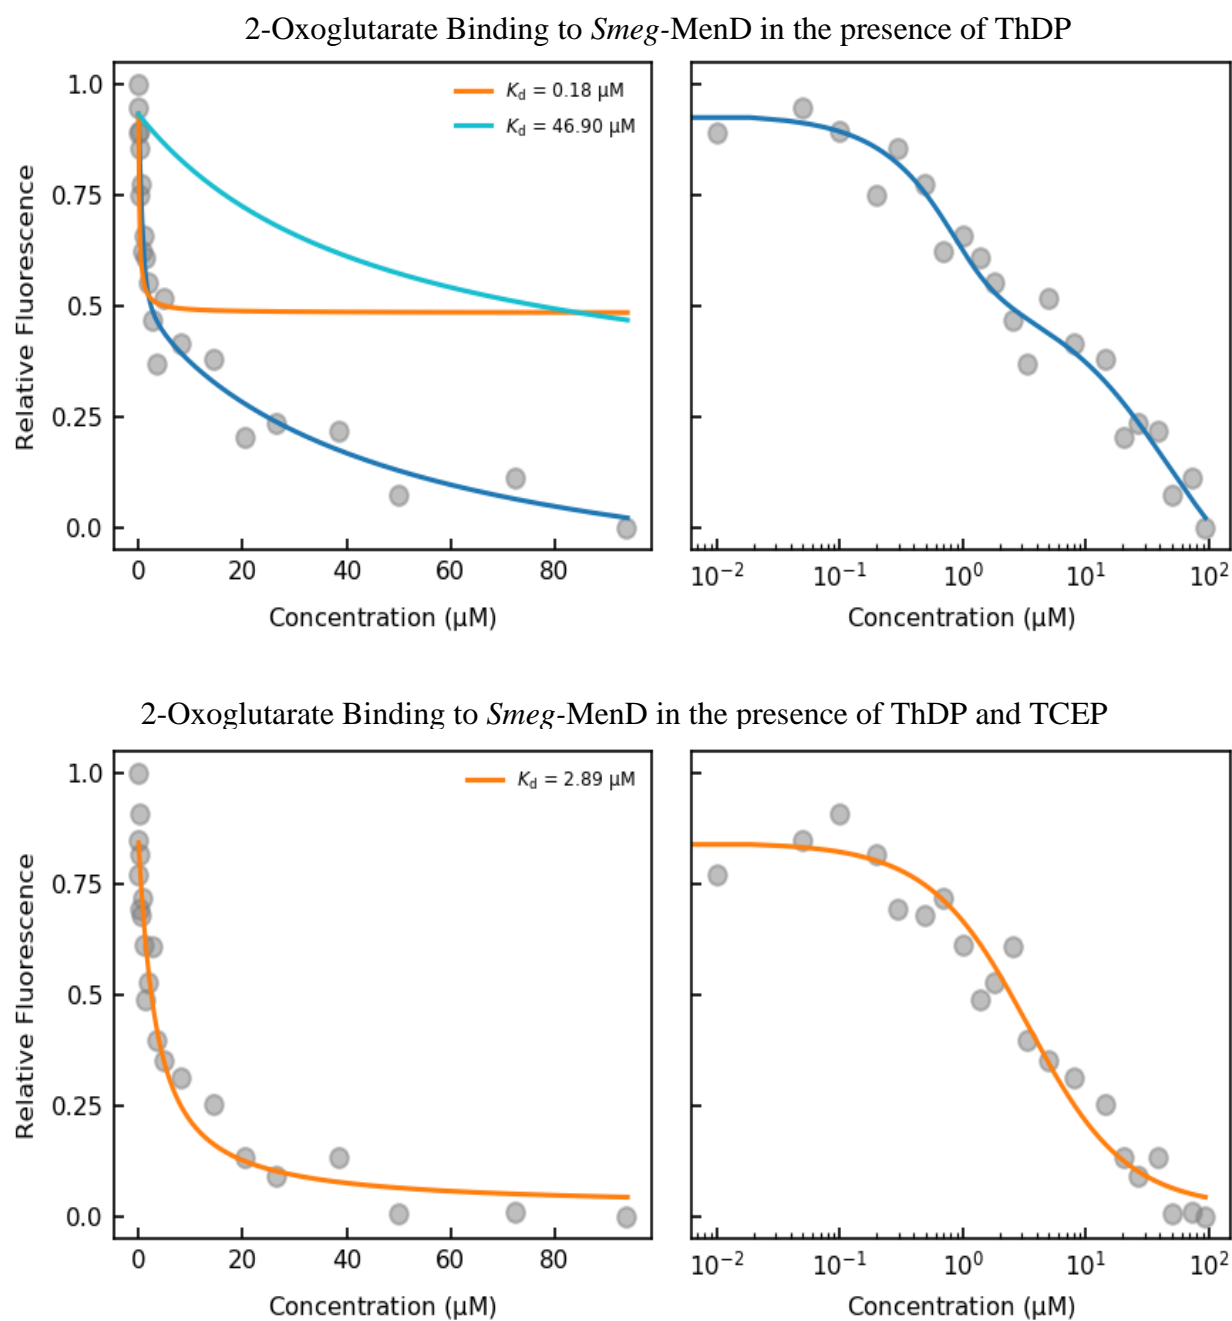 2-Oxoglutarate Binding to Smeg-MenD in the presence of ThDP
1.0
0.75
0.5
0.25
0.0
Relative Fluorescence
K_d = 0.18 µM
K_d = 46.90 µM
0 20 40 60 80
Concentration (µM)
10⁻² 10⁻¹ 10⁰ 10¹ 10²
Concentration (µM)
2-Oxoglutarate Binding to Smeg-MenD in the presence of ThDP and TCEP
1.0
0.75
0.5
0.25
0.0
Relative Fluorescence
K_d = 2.89 µM
0 20 40 60 80
Concentration (µM)
10⁻² 10⁻¹ 10⁰ 10¹ 10²
Concentration (µM)